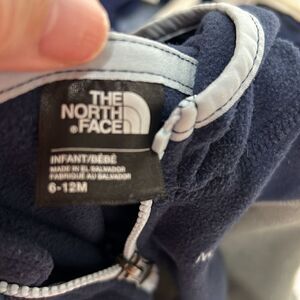 THE
NORTH
FACE
INFANT/BÉBÉ
MADE IN EL SALVADOR
FABRIQUÉ AU SALVADOR
6-12M